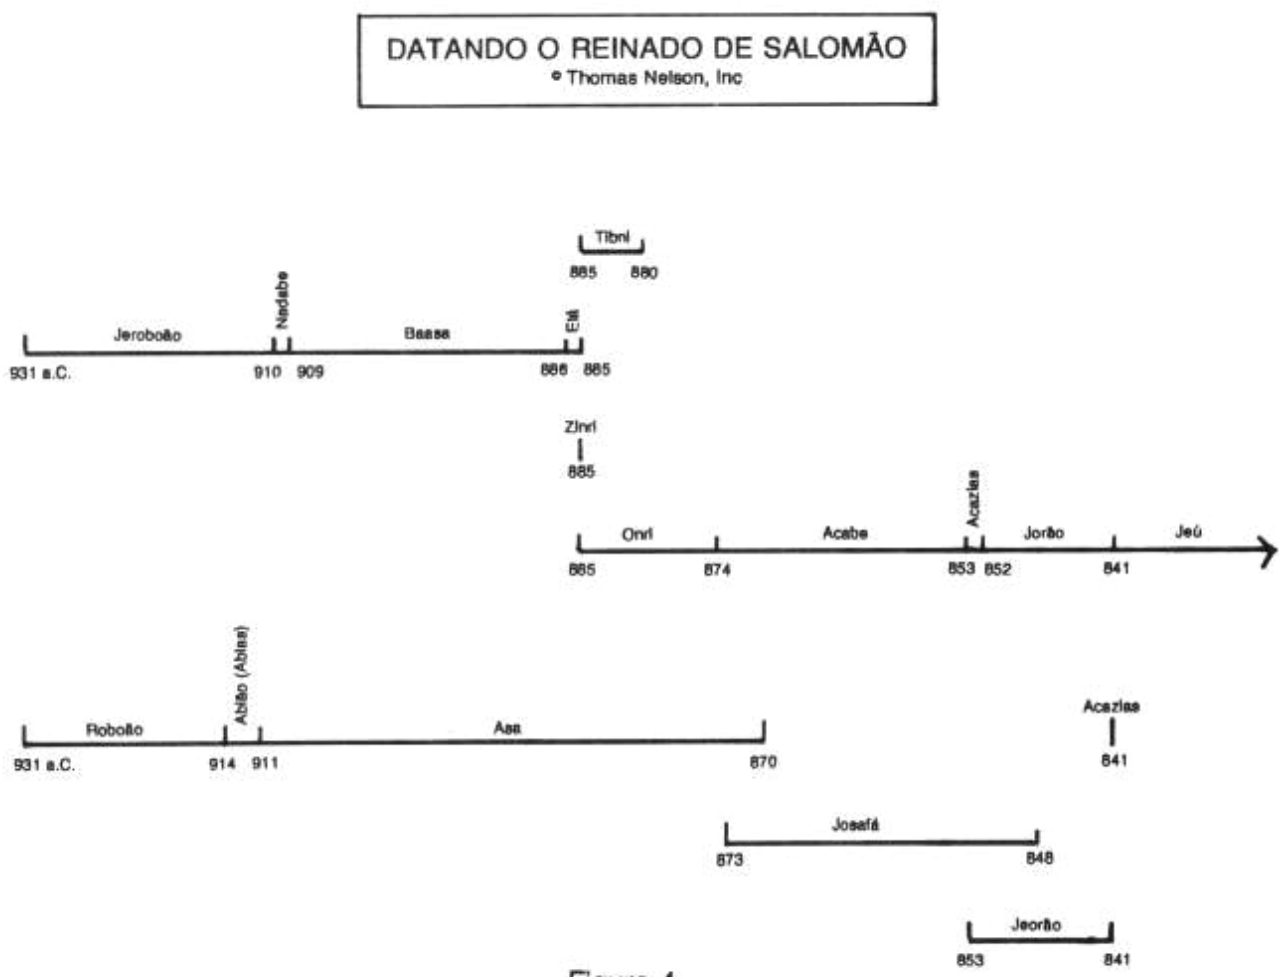 DATANDO O REINADO DE SALOMÃO
© Thomas Nelson, Inc
Tibni
885 880
Nadabe
Elá
Jeroboão Baasa
931 a.C. 910 909 886 885
Zinri
885
Acazias
Onri Acabe Jorão Jeú
885 874 853 852 841
Abião (Abias)
Acazias
Roboão Asa
931 a.C. 914 911 870 841
Josafá
873 848
Jeorão
853 841